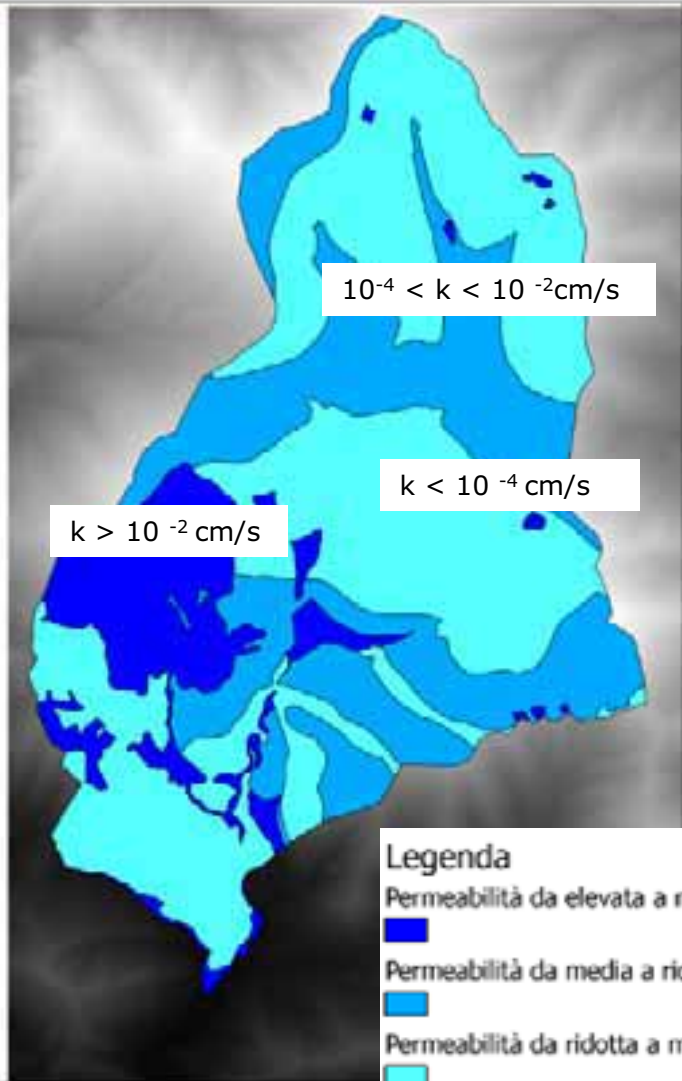 10⁻⁴ < k < 10 ⁻²cm/s
k < 10 ⁻⁴ cm/s
k > 10 ⁻² cm/s
Legenda
Permeabilità da elevata a
Permeabilità da media a
Permeabilità da ridotta a